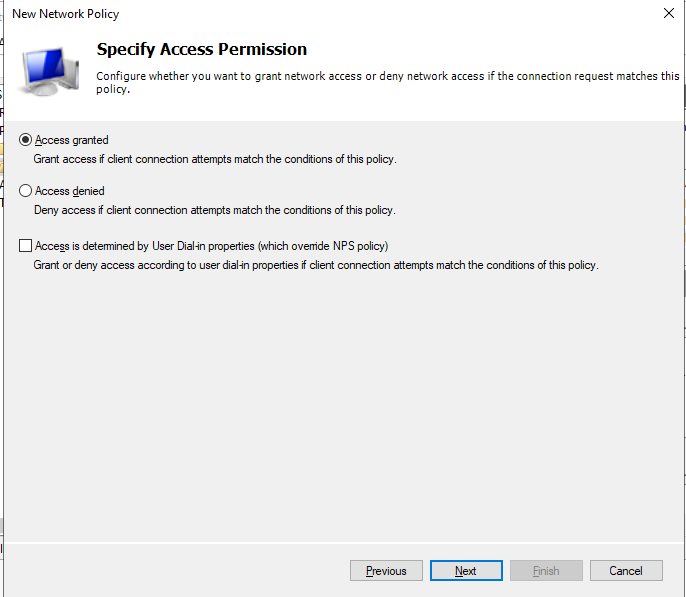 New Network Policy
Specify Access Permission
Configure whether you want to grant network access or deny network access if the connection request matches this
policy.
Access granted
Grant access if client connection attempts match the conditions of this policy.
Access denied
Deny access if client connection attempts match the conditions of this policy.
Access is determined by User Dial-in properties (which override NPS policy)
Grant or deny access according to user dial-in properties if client connection attempts match the conditions of this policy.
Previous
Next
Finish
Cancel